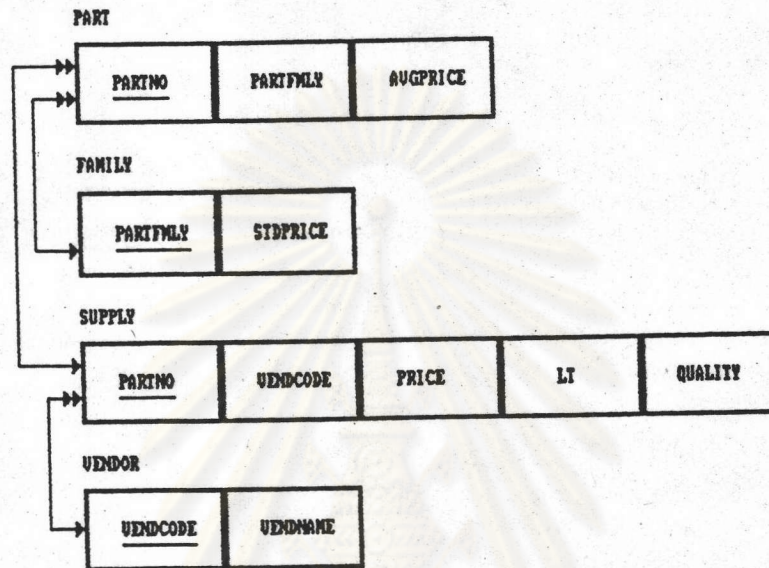 PART
PARTNO PARTFMLY AVGPRICE
FAMILY
PARTFMLY STDPRICE
SUPPLY
PARTNO VENDCODE PRICE LT QUALITY
VENDOR
VENDCODE VENDNAME